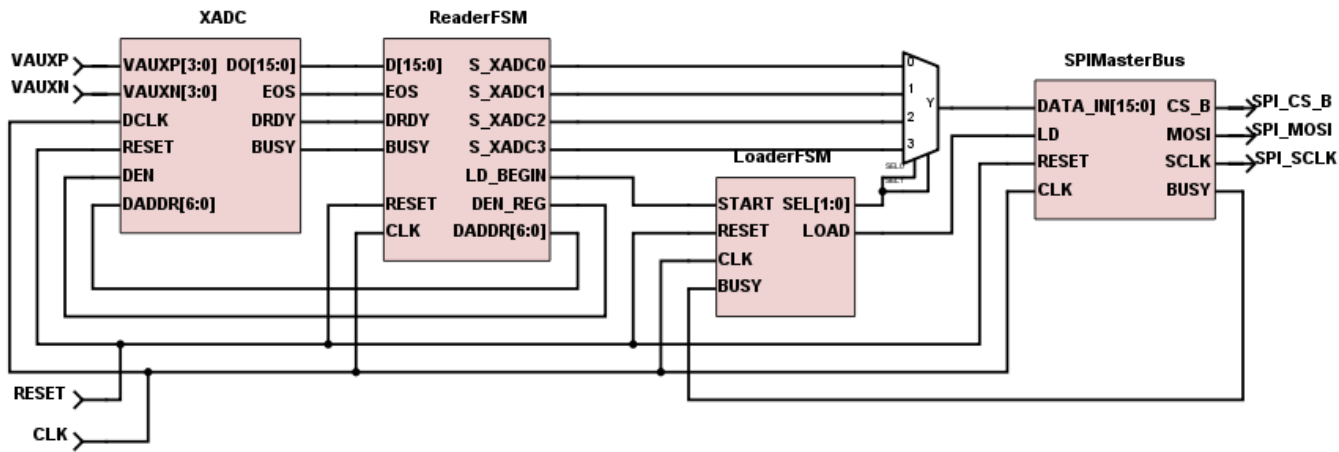 XADC
ReaderFSM
SPIMasterBus
LoaderFSM
VAUXP
VAUXN
RESET
CLK
VAUXP[3:0] DO[15:0]
VAUXN[3:0] EOS
DCLK DRDY
RESET BUSY
DEN
DADDR[6:0]
D[15:0] S_XADC0
EOS S_XADC1
DRDY S_XADC2
BUSY S_XADC3
LD_BEGIN
RESET DEN_REG
CLK DADDR[6:0]
0
1
2
3
Y
SEL0
SEL1
START SEL[1:0]
RESET LOAD
CLK
BUSY
DATA_IN[15:0] CS_B
LD MOSI
RESET SCLK
CLK BUSY
SPI_CS_B
SPI_MOSI
SPI_SCLK